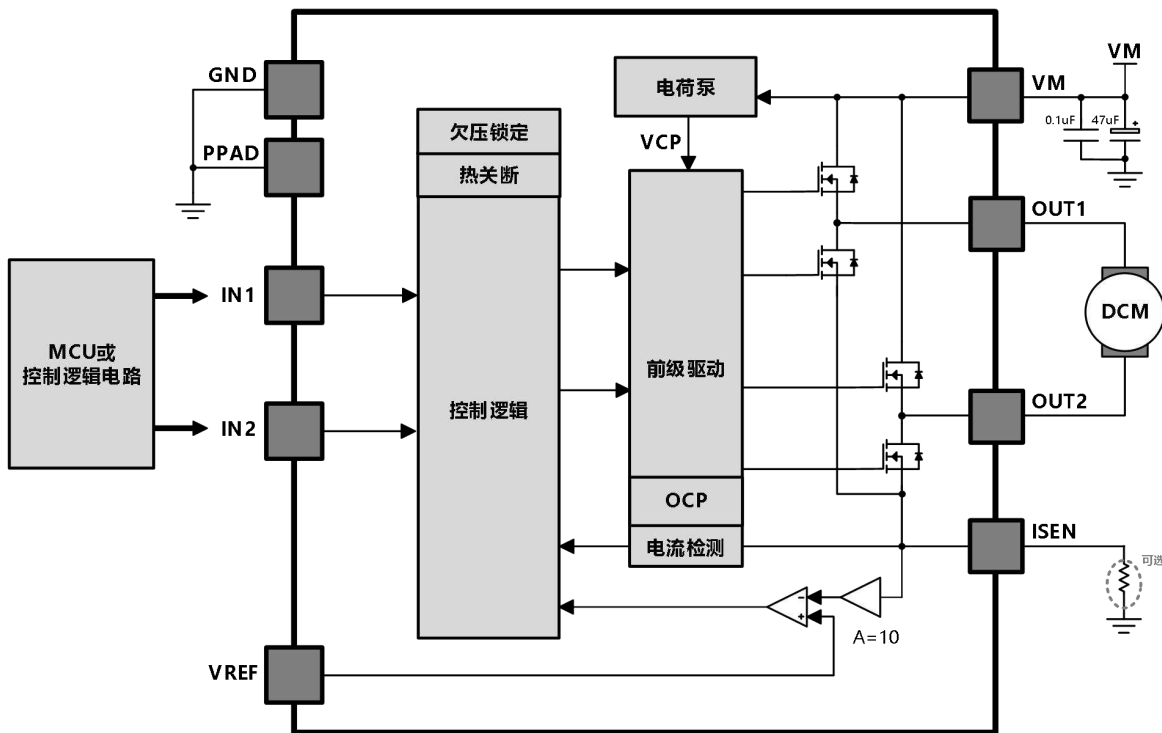 GND
PPAD
IN1
IN2
VREF
MCU或
控制逻辑电路
欠压锁定
热关断
控制逻辑
电荷泵
VCP
前级驱动
OCP
电流检测
A=10
-
+
VM
VM
0.1uF
47uF
+
OUT1
DCM
OUT2
ISEN
可选